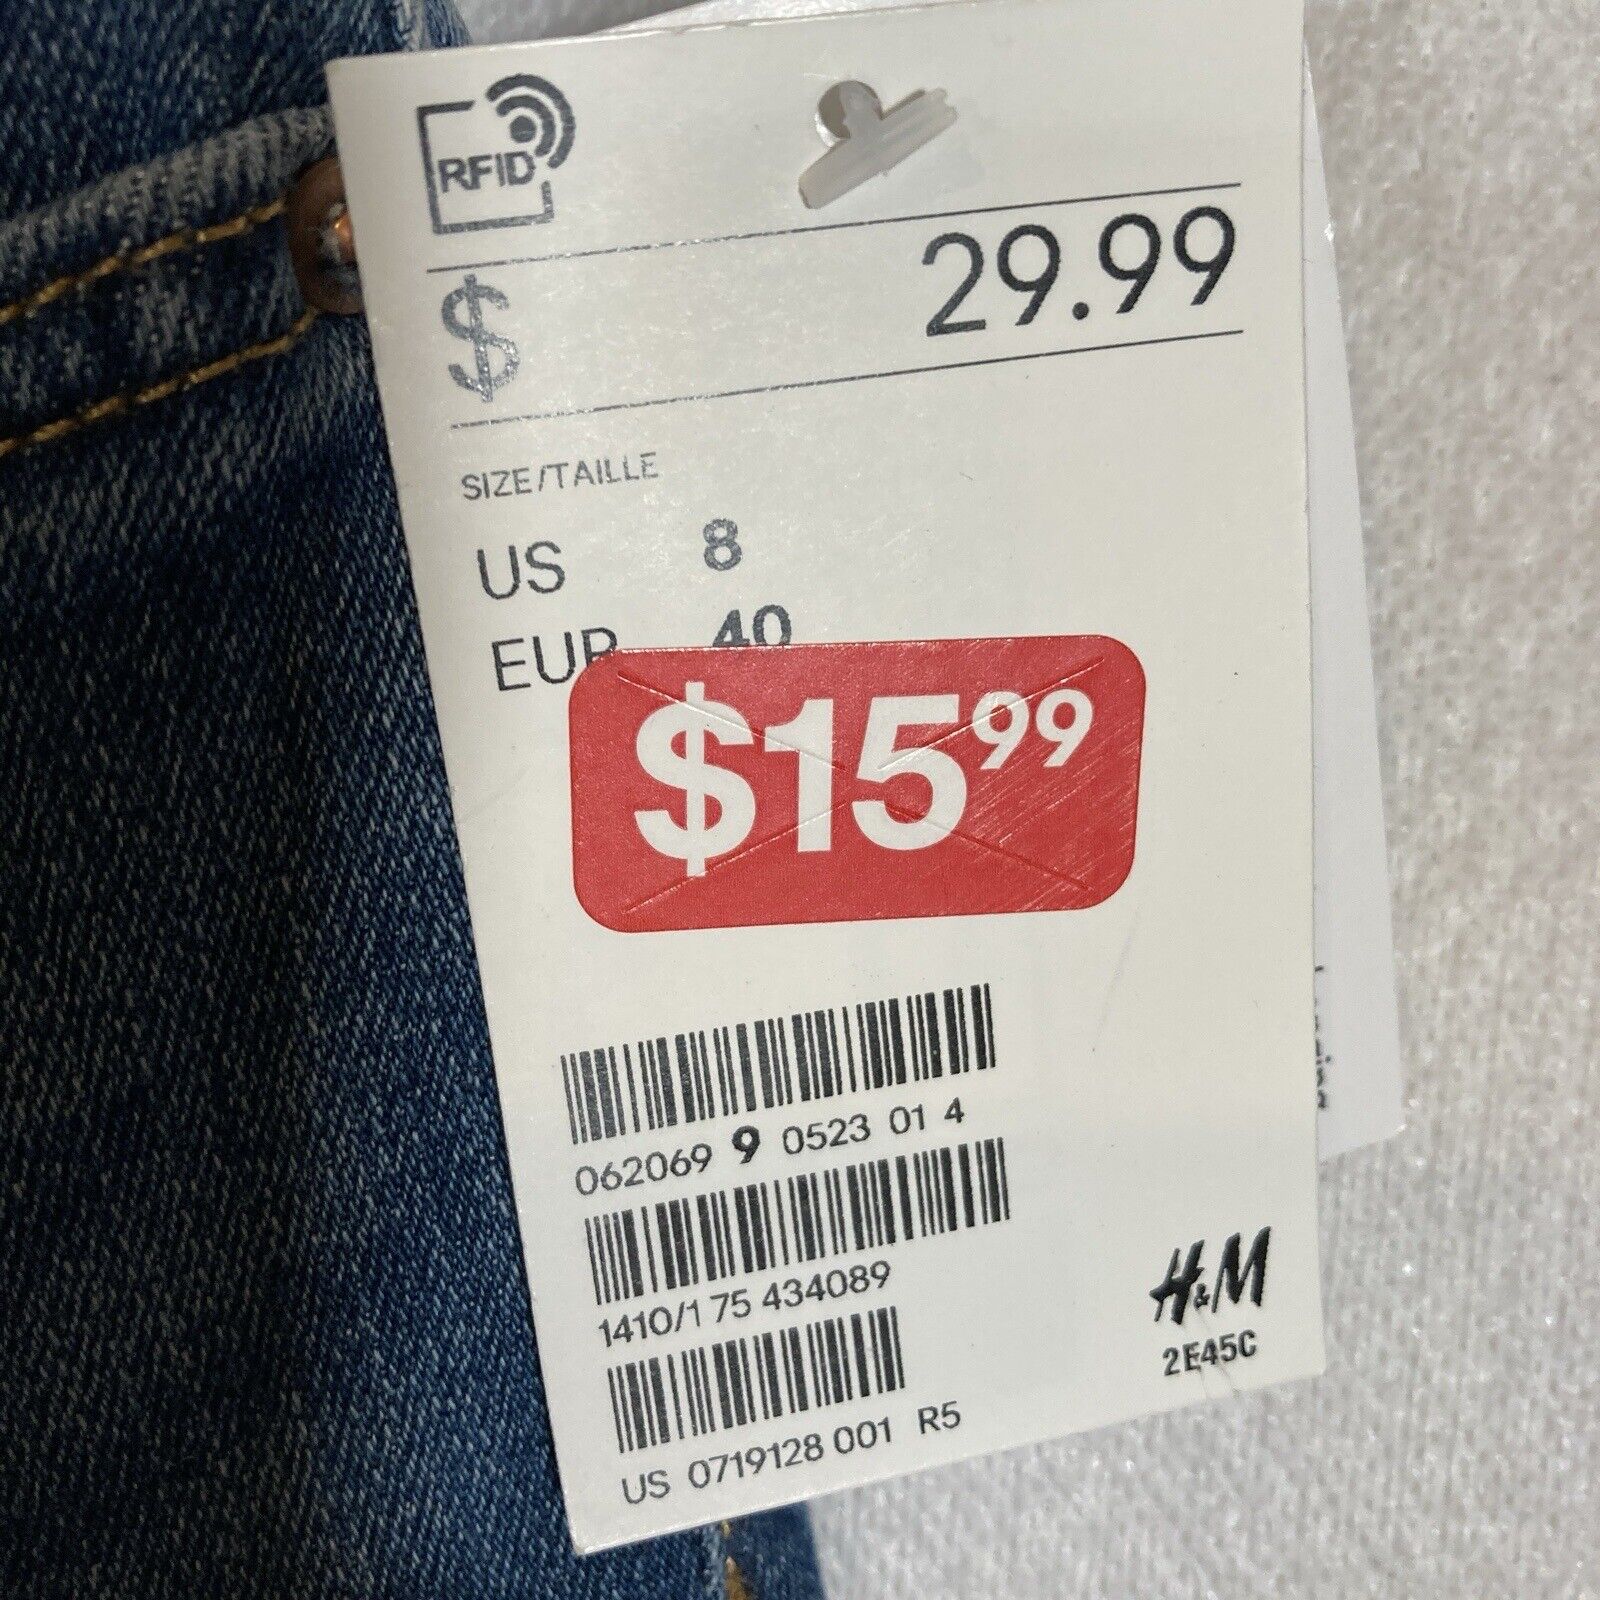 RFID
$ 29.99
SIZE/TAILLE
US 8
EUR 40
$15 99
062069 9 0523 01 4
1410/1 75 434089
H&M
2E45C
US 0719128 001 R5